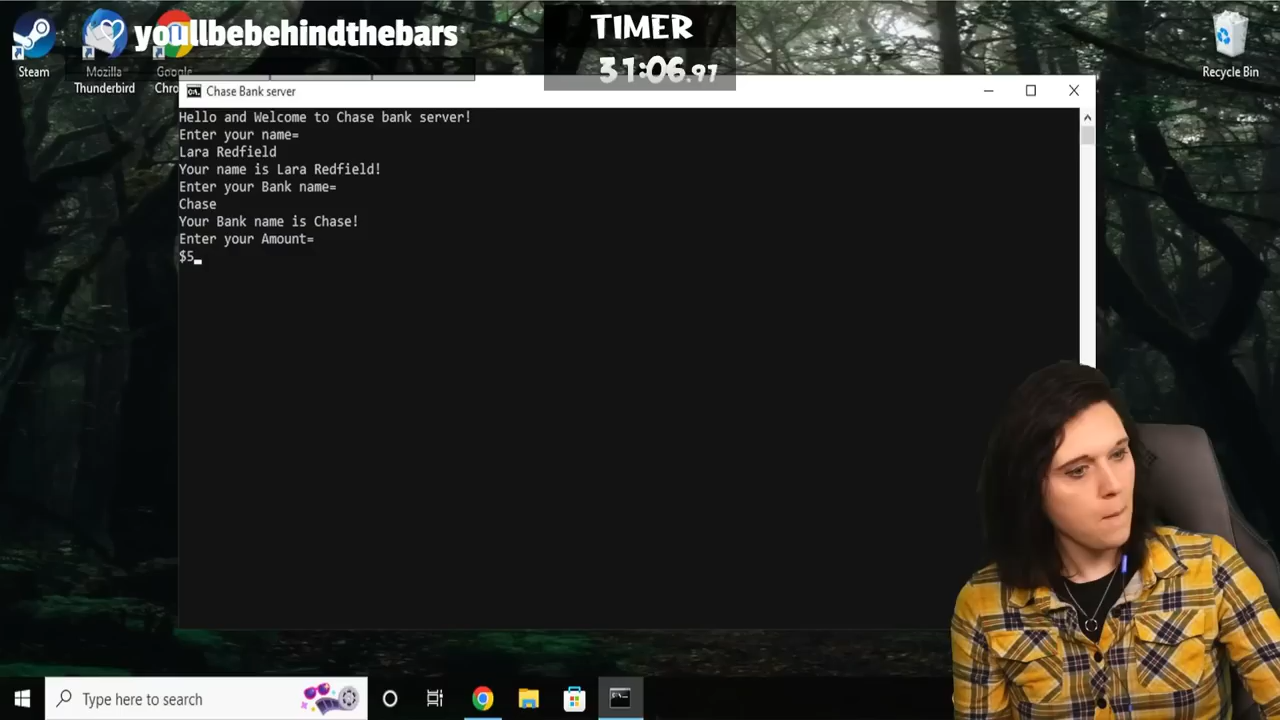 youllbebehindthebars
TIMER
31:06.97
Steam
Mozilla
Thunderbird
Google
Chro
Recycle Bin
Chase Bank server
Hello and Welcome to Chase bank server!
Enter your name=
Lara Redfield
Your name is Lara Redfield!
Enter your Bank name=
Chase
Your Bank name is Chase!
Enter your Amount=
$5_
Type here to search